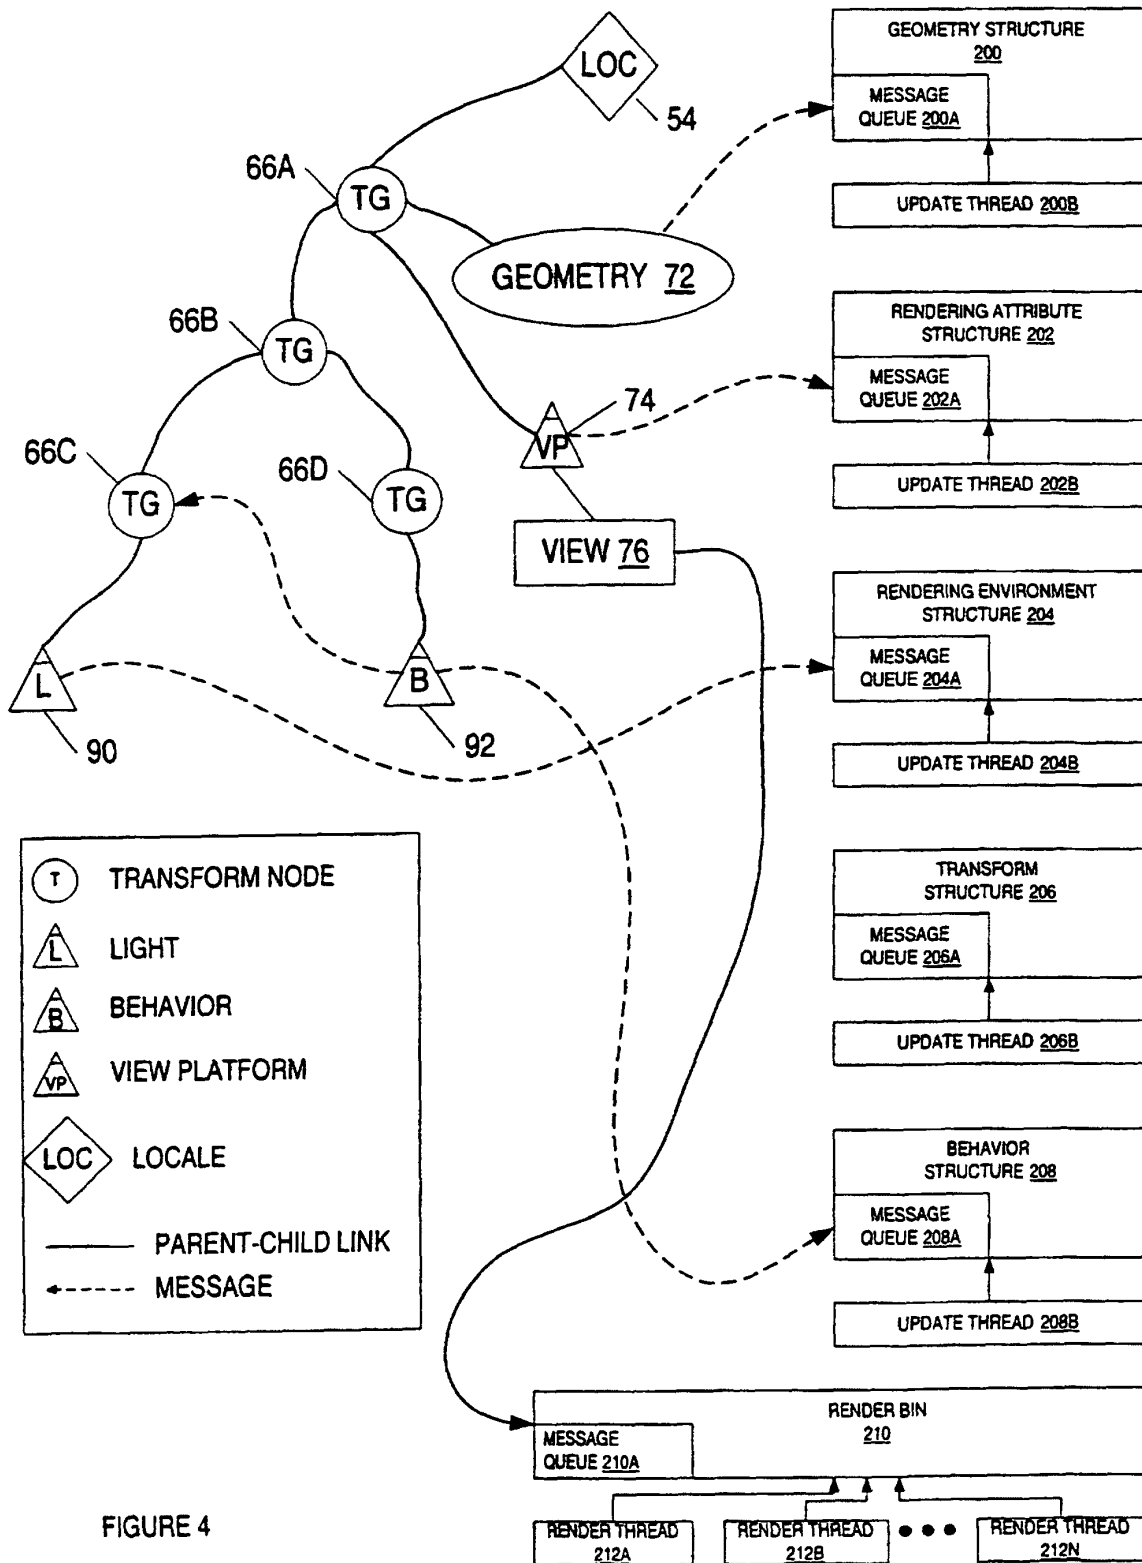 LOC
54
66A
TG
GEOMETRY 72
66B
TG
74
VP
66C
TG
66D
TG
VIEW 76
L
90
B
92
GEOMETRY STRUCTURE
200
MESSAGE
QUEUE 200A
UPDATE THREAD 200B
RENDERING ATTRIBUTE
STRUCTURE 202
MESSAGE
QUEUE 202A
UPDATE THREAD 202B
RENDERING ENVIRONMENT
STRUCTURE 204
MESSAGE
QUEUE 204A
UPDATE THREAD 204B
TRANSFORM
STRUCTURE 206
MESSAGE
QUEUE 206A
UPDATE THREAD 206B
BEHAVIOR
STRUCTURE 208
MESSAGE
QUEUE 208A
UPDATE THREAD 208B
T TRANSFORM NODE
L LIGHT
B BEHAVIOR
VP VIEW PLATFORM
LOC LOCALE
PARENT-CHILD LINK
MESSAGE
RENDER BIN
210
MESSAGE
QUEUE 210A
RENDER THREAD
212A
RENDER THREAD
212B
RENDER THREAD
212N
FIGURE 4